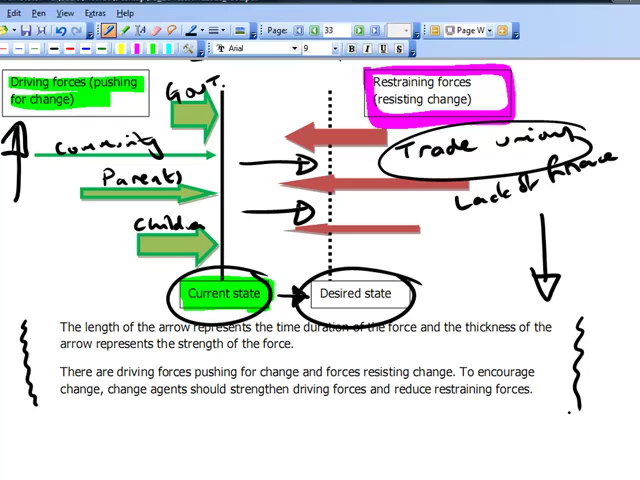 Edit Pen View Extras Help
Page: 33 Page W
Arial 9 B I U S
Driving forces (pushing
for change)
Govt.
Restraining forces
(resisting change)
Community
Trade union
Parents
Lack of finance
Children
Current state
Desired state
The length of the arrow represents the time duration of the force and the thickness of the
arrow represents the strength of the force.
There are driving forces pushing for change and forces resisting change. To encourage
change, change agents should strengthen driving forces and reduce restraining forces.